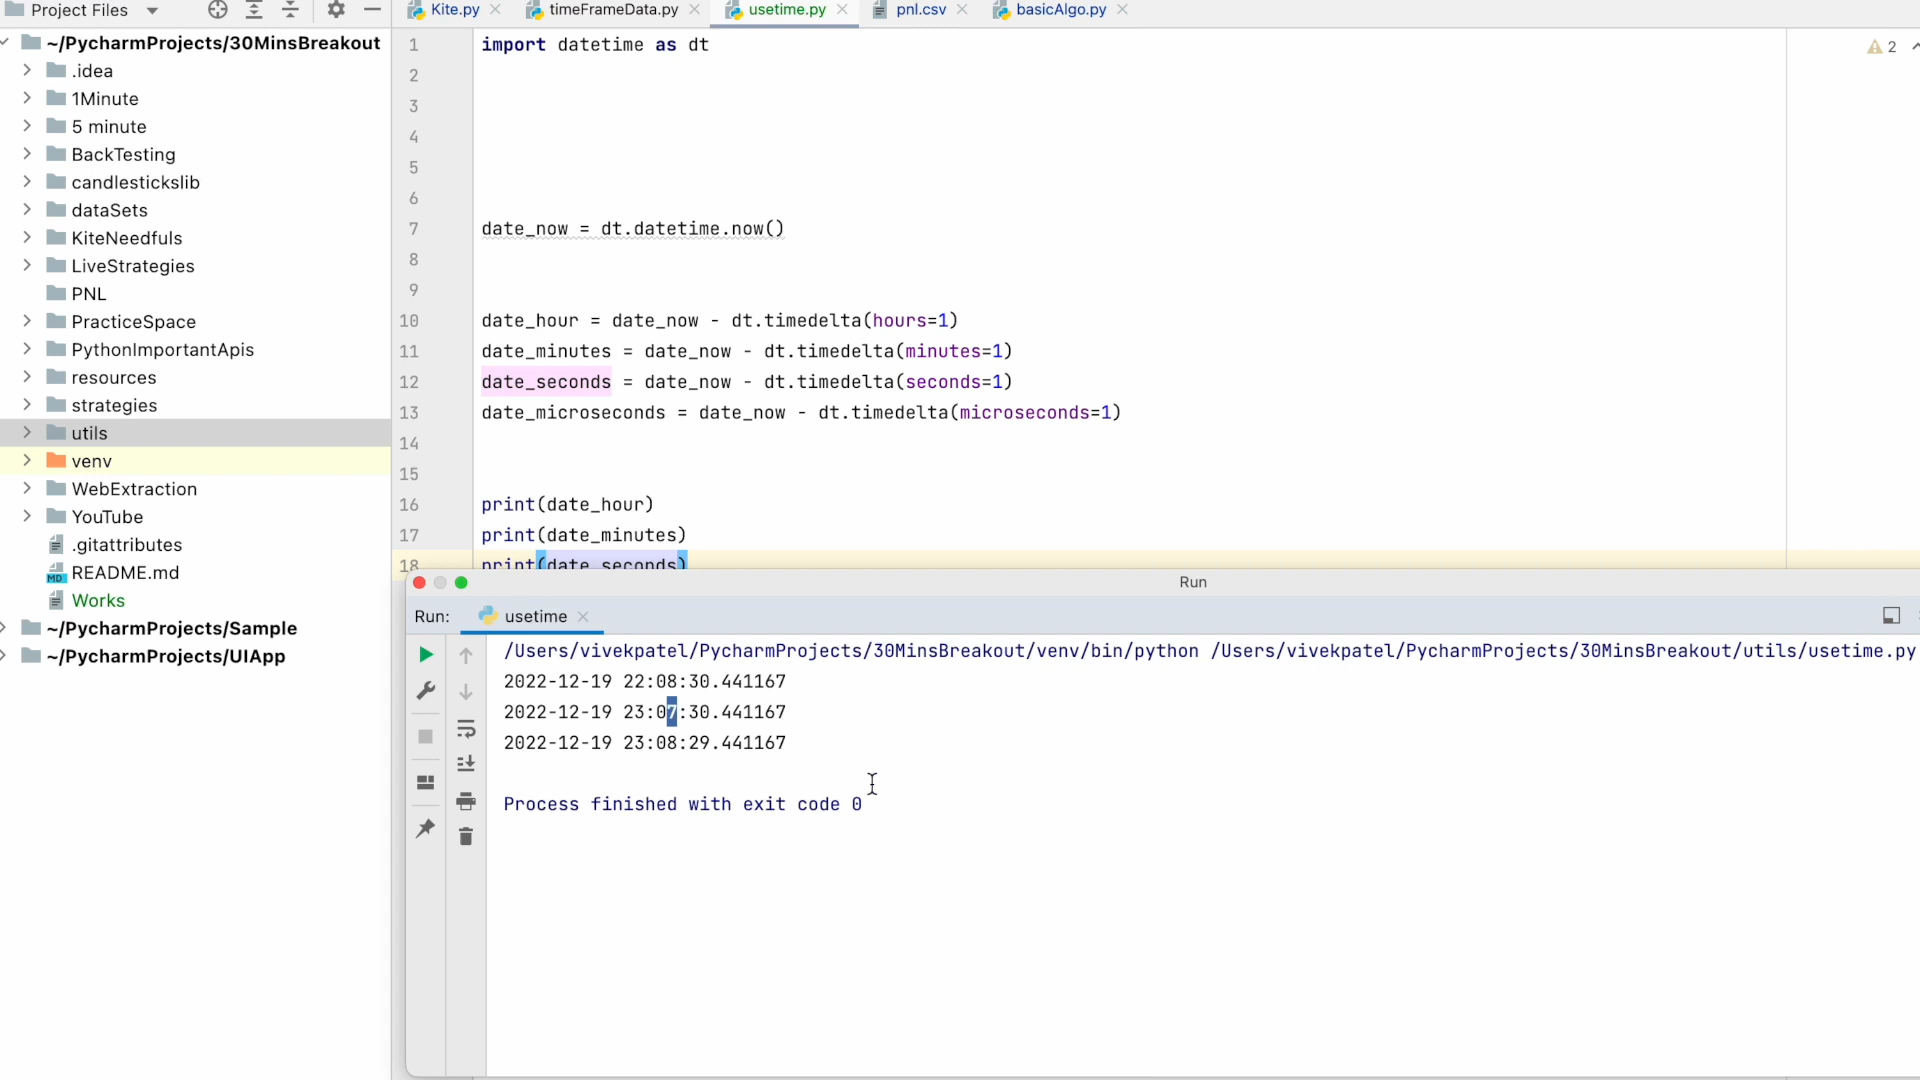 Project Files
Kite.py
timeFrameData.py
usetime.py
pnl.csv
basicAlgo.py
~/PycharmProjects/30MinsBreakout
.idea
1Minute
5 minute
BackTesting
candlestickslib
dataSets
KiteNeedfuls
LiveStrategies
PNL
PracticeSpace
PythonImportantApis
resources
strategies
utils
venv
WebExtraction
YouTube
.gitattributes
MD README.md
Works
~/PycharmProjects/Sample
~/PycharmProjects/UIApp
2
1 import datetime as dt
2
3
4
5
6
7 date_now = dt.datetime.now()
8
9
10 date_hour = date_now - dt.timedelta(hours=1)
11 date_minutes = date_now - dt.timedelta(minutes=1)
12 date_seconds = date_now - dt.timedelta(seconds=1)
13 date_microseconds = date_now - dt.timedelta(microseconds=1)
14
15
16 print(date_hour)
17 print(date_minutes)
18 print(date_seconds)
Run
Run: usetime
/Users/vivekpatel/PycharmProjects/30MinsBreakout/venv/bin/python /Users/vivekpatel/PycharmProjects/30MinsBreakout/utils/usetime.py
2022-12-19 22:08:30.441167
2022-12-19 23:07:30.441167
2022-12-19 23:08:29.441167
Process finished with exit code 0